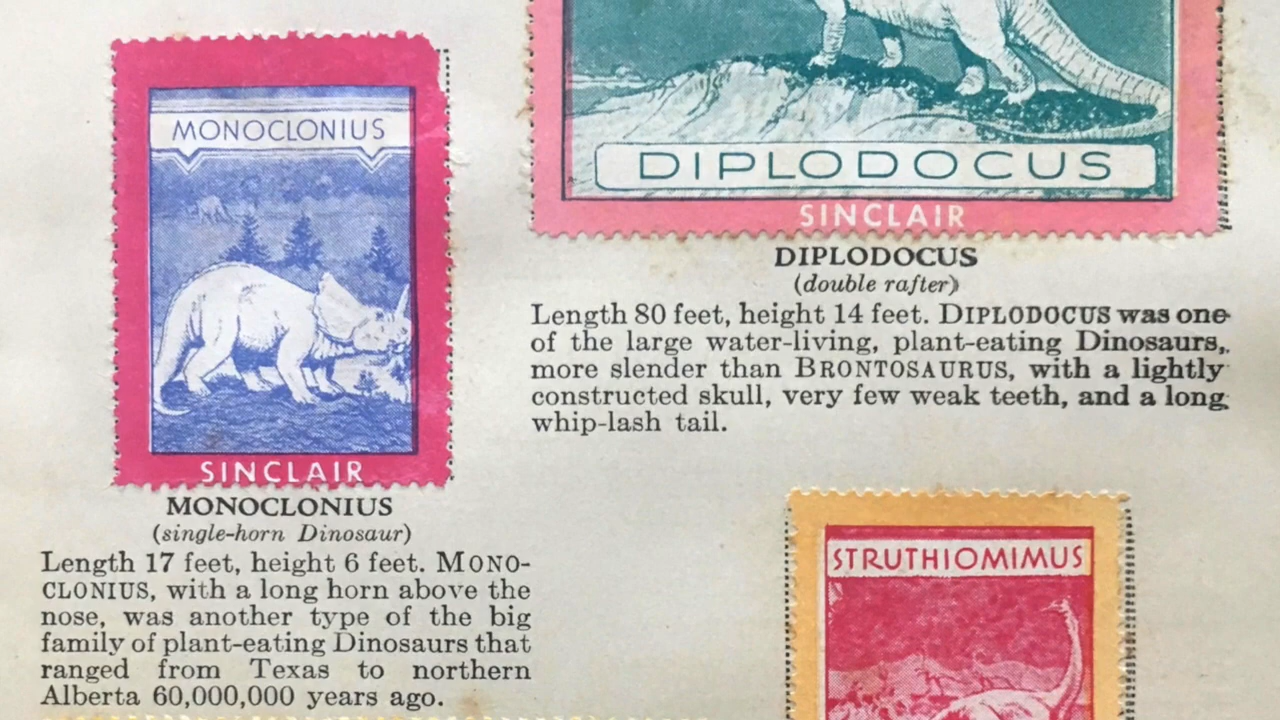 MONOCLONIUS
SINCLAIR
MONOCLONIUS
(single-horn Dinosaur)
Length 17 feet, height 6 feet. MONO-
CLONIUS, with a long horn above the
nose, was another type of the big
family of plant-eating Dinosaurs that
ranged from Texas to northern
Alberta 60,000,000 years ago.
DIPLODOCUS
SINCLAIR
DIPLODOCUS
(double rafter)
Length 80 feet, height 14 feet. DIPLODOCUS was one
of the large water-living, plant-eating Dinosaurs,
more slender than BRONTOSAURUS, with a lightly
constructed skull, very few weak teeth, and a long
whip-lash tail.
STRUTHIOMIMUS